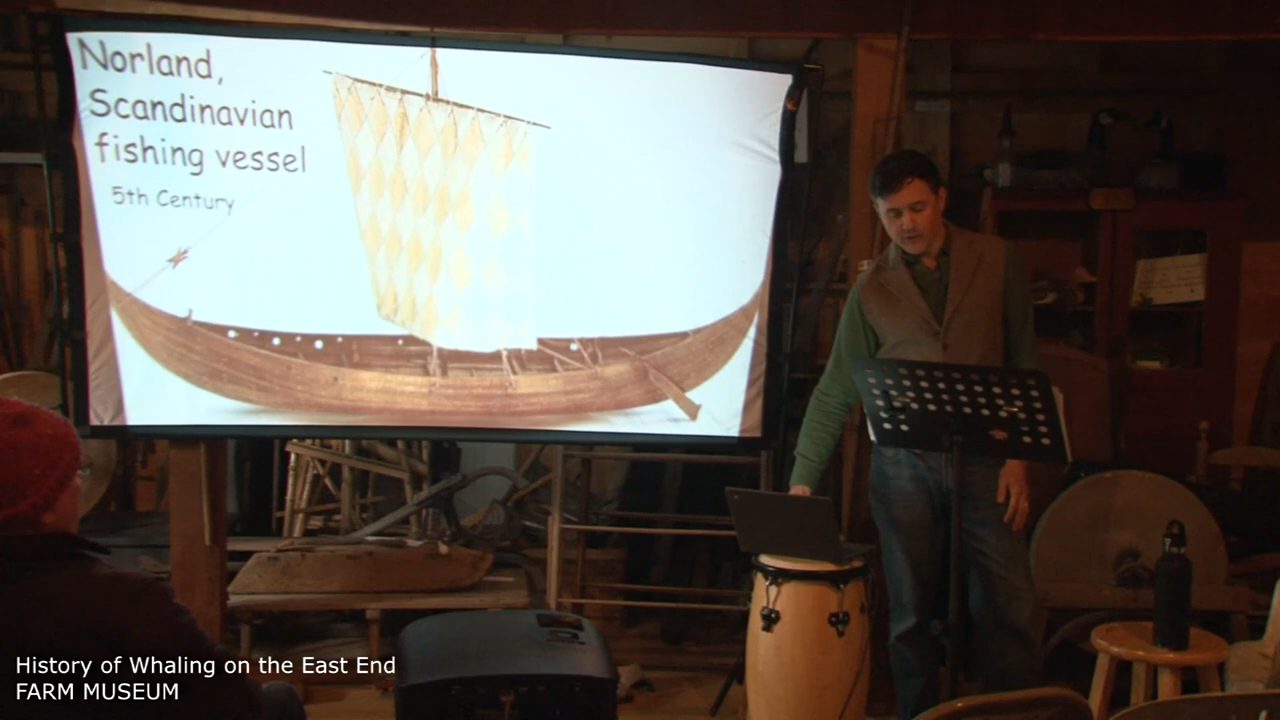 Norland,
Scandinavian
fishing vessel
5th Century
History of Whaling on the East End
FARM MUSEUM